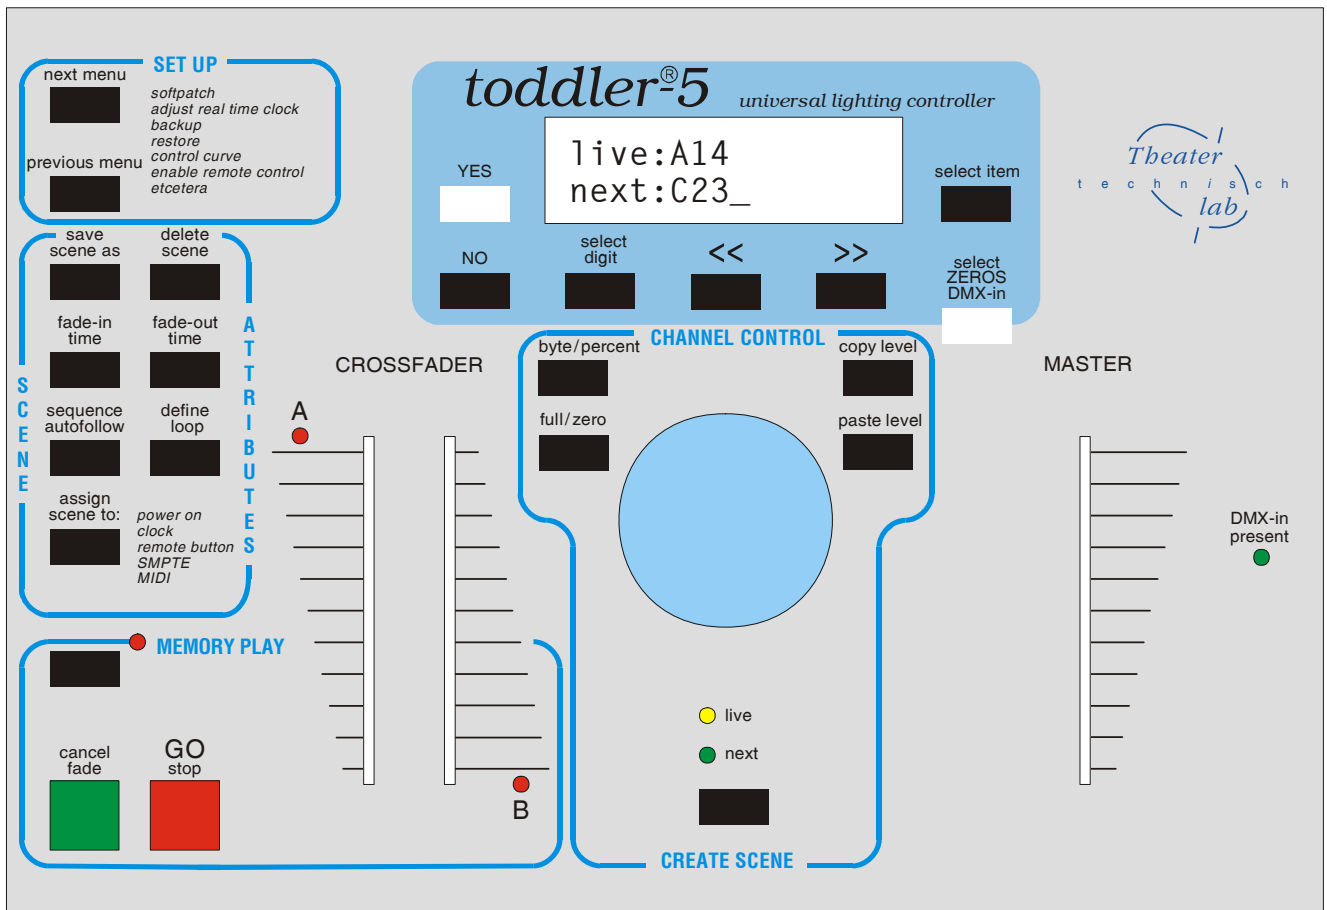 SET UP
next menu
softpatch
adjust real time clock
backup
restore
control curve
enable remote control
etcetera
previous menu
toddler®-5
universal lighting controller
live:A14
next:C23_
YES
NO
select
digit
<<
>>
select item
select
ZEROS
DMX-in
Theater
technisch
lab
SCENE
ATTRIBUTES
save
scene as
delete
scene
fade-in
time
fade-out
time
sequence
autofollow
define
loop
assign
scene to:
power on
clock
remote button
SMPTE
MIDI
CROSSFADER
A
B
CHANNEL CONTROL
byte/percent
copy level
full/zero
paste level
MASTER
DMX-in
present
MEMORY PLAY
cancel
fade
GO
stop
live
next
CREATE SCENE